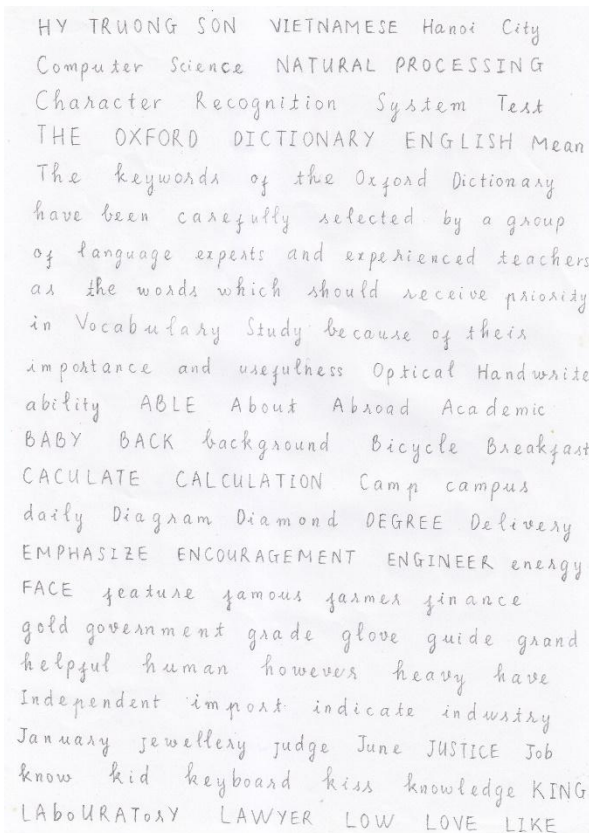 HY TRUONG SON VIETNAMESE Hanoi City
Computer Science NATURAL PROCESSING
Character Recognition System Test
THE OXFORD DICTIONARY ENGLISH Mean
The keywords of the Oxford Dictionary
have been carefully selected by a group
of language experts and experienced teachers
as the words which should receive priority
in Vocabulary Study because of their
importance and usefulness Optical Handwrite
ability ABLE About Abroad Academic
BABY BACK background Bicycle Breakfast
CACULATE CALCULATION Camp campus
daily Diagram Diamond DEGREE Delivery
EMPHASIZE ENCOURAGEMENT ENGINEER energy
FACE feature famous farmer finance
gold government grade glove guide grand
helpful human however heavy have
Independent import indicate industry
January jewellery judge June JUSTICE Job
know kid keyboard kiss knowledge KING
LAboURATorY LAWYER LOW LOVE LIKE